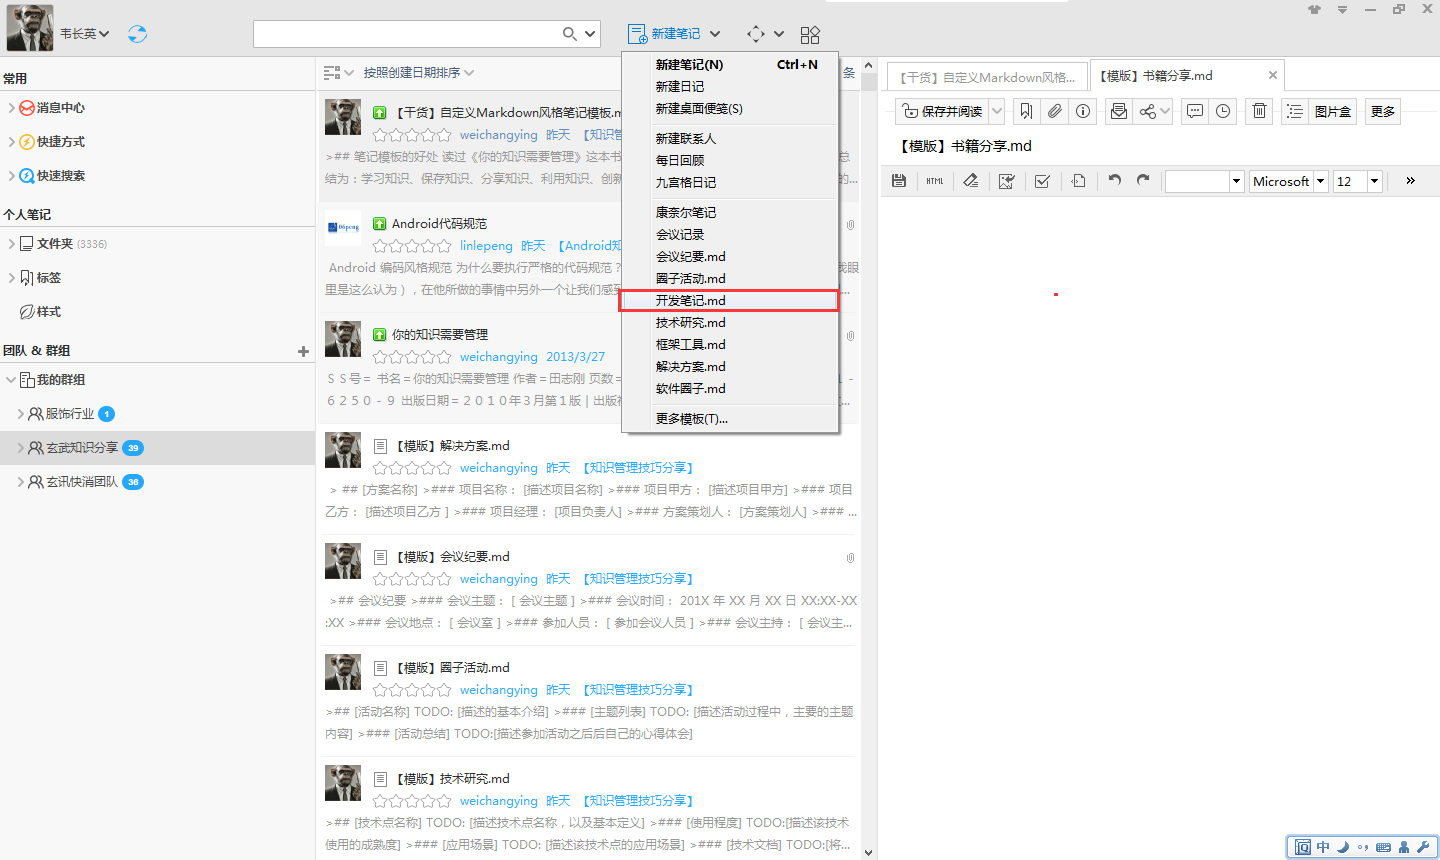 韦长英
新建笔记
常用
消息中心
快捷方式
快速搜索
个人笔记
文件夹 (3336)
标签
样式
团队 & 群组
我的群组
服饰行业 1
玄武知识分享 39
玄讯快消团队 36
按照创建日期排序
条
【干货】自定义Markdown风格笔记模板.m
weichangying 昨天 【知识管
>## 笔记模板的好处 读过《你的知识需要管理》这本书 总
结为：学习知识、保存知识、分享知识、利用知识、创新 的...
Android代码规范
linlepeng 昨天 【Android知
Android 编码风格规范 为什么要执行严格的代码规范？ 我眼
里是这么认为），在他所做的事情中另外一个让我们感到 ...
你的知识需要管理
weichangying 2013/3/27
ＳＳ号＝ 书名＝你的知识需要管理 作者＝田志刚 页数＝ １－
６２５０－９ 出版日期＝２０１０年３月第１版 | 出版社 ...
【模版】解决方案.md
weichangying 昨天 【知识管理技巧分享】
> ## [方案名称] >### 项目名称： [描述项目名称] >### 项目甲方： [描述项目甲方] >### 项目
乙方： [描述项目乙方 ] >### 项目经理： [项目负责人] >### 方案策划人： [方案策划人] >### ...
【模版】会议纪要.md
weichangying 昨天 【知识管理技巧分享】
>## 会议纪要 >### 会议主题： [ 会议主题 ] >### 会议时间： 201X 年 XX 月 XX 日 XX:XX-XX
:XX >### 会议地点： [ 会议室 ] >### 参加人员： [ 参加会议人员 ] >### 会议主持： [ 会议主...
【模版】圈子活动.md
weichangying 昨天 【知识管理技巧分享】
>## [活动名称] TODO: [描述的基本介绍] >### [主题列表] TODO: [描述活动过程中，主要的主题
内容] >### [活动总结] TODO:[描述参加活动之后后自己的心得体会]
【模版】技术研究.md
weichangying 昨天 【知识管理技巧分享】
>## [技术点名称] TODO: [描述技术点名称，以及基本定义] >### [使用程度] TODO:[描述该技术
使用的成熟度] >### [应用场景] TODO: [描述该技术点的应用场景] >### [技术文档] TODO:[将...
新建笔记(N) Ctrl+N
新建日记
新建桌面便笺(S)
新建联系人
每日回顾
九宫格日记
康奈尔笔记
会议记录
会议纪要.md
圈子活动.md
开发笔记.md
技术研究.md
框架工具.md
解决方案.md
软件圈子.md
更多模板(T)...
【干货】自定义Markdown风格...
【模版】书籍分享.md
保存并阅读
图片盒
更多
【模版】书籍分享.md
HTML
Microsoft
12
中